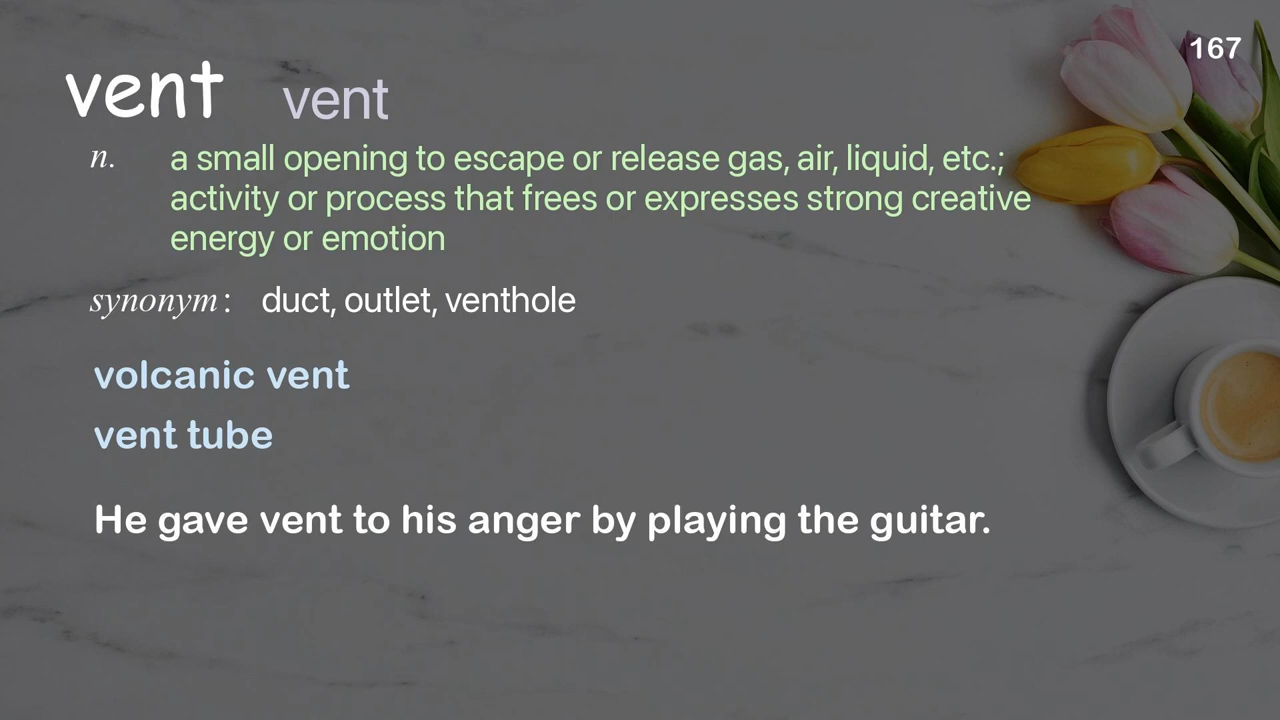 167
vent vent
n. a small opening to escape or release gas, air, liquid, etc.;
activity or process that frees or expresses strong creative
energy or emotion
synonym: duct, outlet, venthole
volcanic vent
vent tube
He gave vent to his anger by playing the guitar.